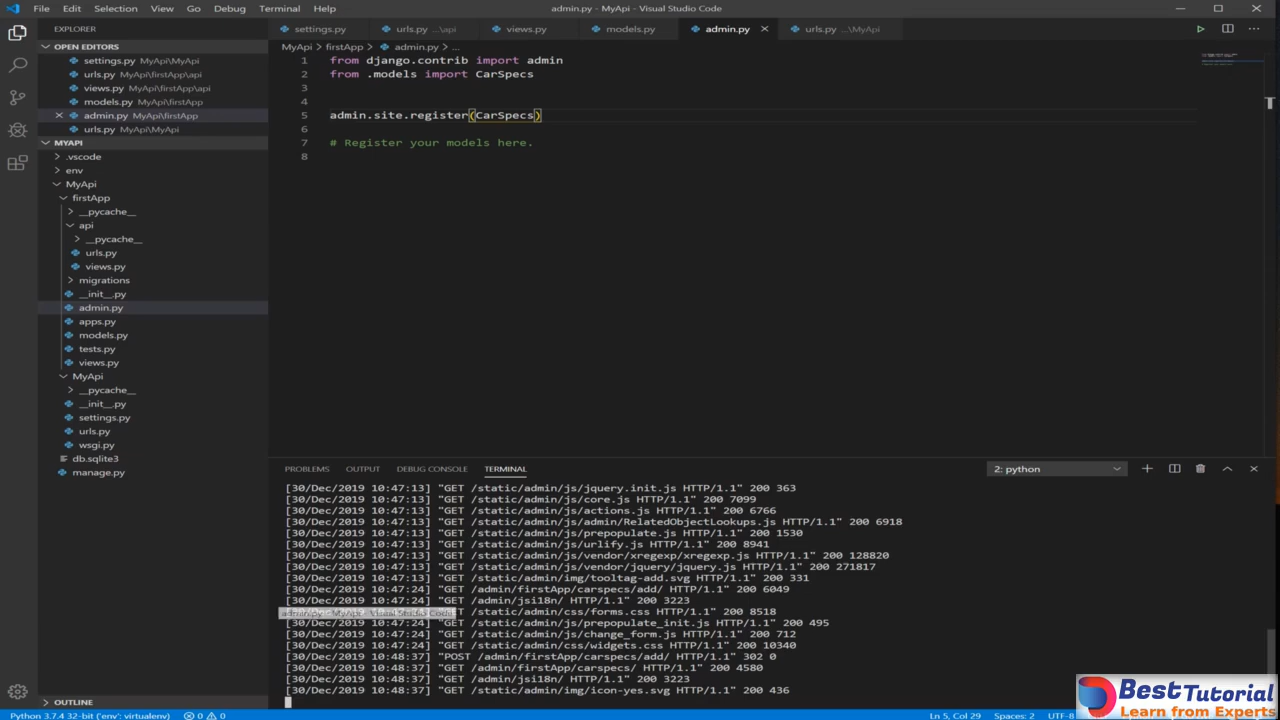 File Edit Selection View Go Debug Terminal Help
admin.py - MyApi - Visual Studio Code
EXPLORER
settings.py
urls.py ...\api
views.py
models.py
admin.py
urls.py ...\MyApi
OPEN EDITORS
settings.py MyApi\MyApi
urls.py MyApi\firstApp\api
views.py MyApi\firstApp\api
models.py MyApi\firstApp
admin.py MyApi\firstApp
urls.py MyApi\MyApi
MYAPI
.vscode
env
MyApi
firstApp
__pycache__
api
__pycache__
urls.py
views.py
migrations
__init__.py
admin.py
apps.py
models.py
tests.py
views.py
MyApi
__pycache__
__init__.py
settings.py
urls.py
wsgi.py
db.sqlite3
manage.py
OUTLINE
MyApi > firstApp > admin.py > ...
1 from django.contrib import admin
2 from .models import CarSpecs
3
4
5 admin.site.register(CarSpecs)
6
7 # Register your models here.
8
PROBLEMS OUTPUT DEBUG CONSOLE TERMINAL
2: python
[30/Dec/2019 10:47:13] "GET /static/admin/js/jquery.init.js HTTP/1.1" 200 363
[30/Dec/2019 10:47:13] "GET /static/admin/js/core.js HTTP/1.1" 200 7099
[30/Dec/2019 10:47:13] "GET /static/admin/js/actions.js HTTP/1.1" 200 6766
[30/Dec/2019 10:47:13] "GET /static/admin/js/admin/RelatedObjectLookups.js HTTP/1.1" 200 6918
[30/Dec/2019 10:47:13] "GET /static/admin/js/prepopulate.js HTTP/1.1" 200 1530
[30/Dec/2019 10:47:13] "GET /static/admin/js/urlify.js HTTP/1.1" 200 8941
[30/Dec/2019 10:47:13] "GET /static/admin/js/vendor/xregexp/xregexp.js HTTP/1.1" 200 128820
[30/Dec/2019 10:47:13] "GET /static/admin/js/vendor/jquery/jquery.js HTTP/1.1" 200 271817
[30/Dec/2019 10:47:13] "GET /static/admin/img/tooltag-add.svg HTTP/1.1" 200 331
[30/Dec/2019 10:47:24] "GET /admin/firstApp/carspecs/add/ HTTP/1.1" 200 6049
[30/Dec/2019 10:47:24] "GET /admin/jsi18n/ HTTP/1.1" 200 3223
admin.py - MyApi - Visual Studio Code
/static/admin/css/forms.css HTTP/1.1" 200 8518
[30/Dec/2019 10:47:24] "GET /static/admin/js/prepopulate_init.js HTTP/1.1" 200 495
[30/Dec/2019 10:47:24] "GET /static/admin/js/change_form.js HTTP/1.1" 200 712
[30/Dec/2019 10:47:24] "GET /static/admin/css/widgets.css HTTP/1.1" 200 10340
[30/Dec/2019 10:48:37] "POST /admin/firstApp/carspecs/add/ HTTP/1.1" 302 0
[30/Dec/2019 10:48:37] "GET /admin/firstApp/carspecs/ HTTP/1.1" 200 4580
[30/Dec/2019 10:48:37] "GET /admin/jsi18n/ HTTP/1.1" 200 3223
[30/Dec/2019 10:48:37] "GET /static/admin/img/icon-yes.svg HTTP/1.1" 200 436
BestTutorial
Learn from Experts
Python 3.7.4 32-bit ('env': virtualenv) 0 0
Ln 5, Col 29 Spaces: 2 UTF-8